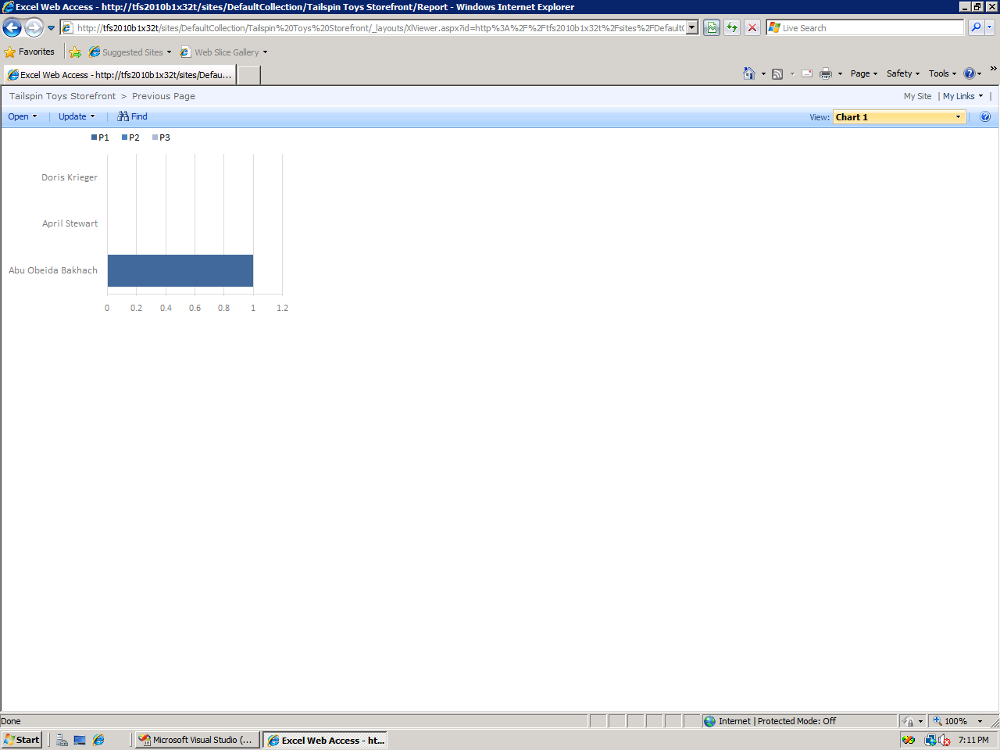 Excel Web Access - http://tfs2010b1x32t/sites/DefaultCollection/Tailspin Toys Storefront/Report - Windows Internet Explorer
http://tfs2010b1x32t/sites/DefaultCollection/Tailspin%20Toys%20Storefront/_layouts/XlViewer.aspx?id=http%3A%2F%2Ftfs2010b1x32t%2Fsites%2FDefaultC
Live Search
Favorites
Suggested Sites
Web Slice Gallery
Excel Web Access - http://tfs2010b1x32t/sites/Defau...
Page
Safety
Tools
Tailspin Toys Storefront > Previous Page
My Site | My Links |
Open | Update | Find
View: Chart 1
P1 P2 P3
Doris Krieger
April Stewart
Abu Obeida Bakhach
0 0.2 0.4 0.6 0.8 1 1.2
Done
Internet | Protected Mode: Off
100%
Start
Microsoft Visual Studio (...
Excel Web Access - ht...
7:11 PM